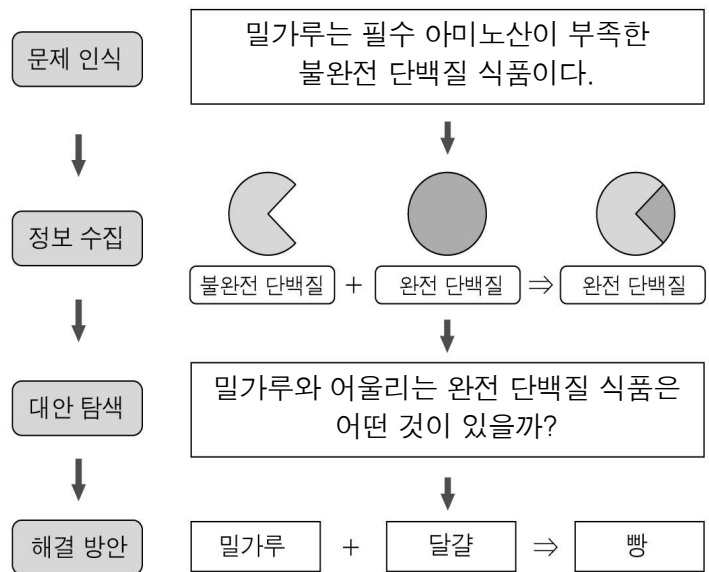 문제 인식
밀가루는 필수 아미노산이 부족한
불완전 단백질 식품이다.
정보 수집
불완전 단백질 + 완전 단백질 ⇒ 완전 단백질
대안 탐색
밀가루와 어울리는 완전 단백질 식품은
어떤 것이 있을까?
해결 방안
밀가루 + 달걀 ⇒ 빵